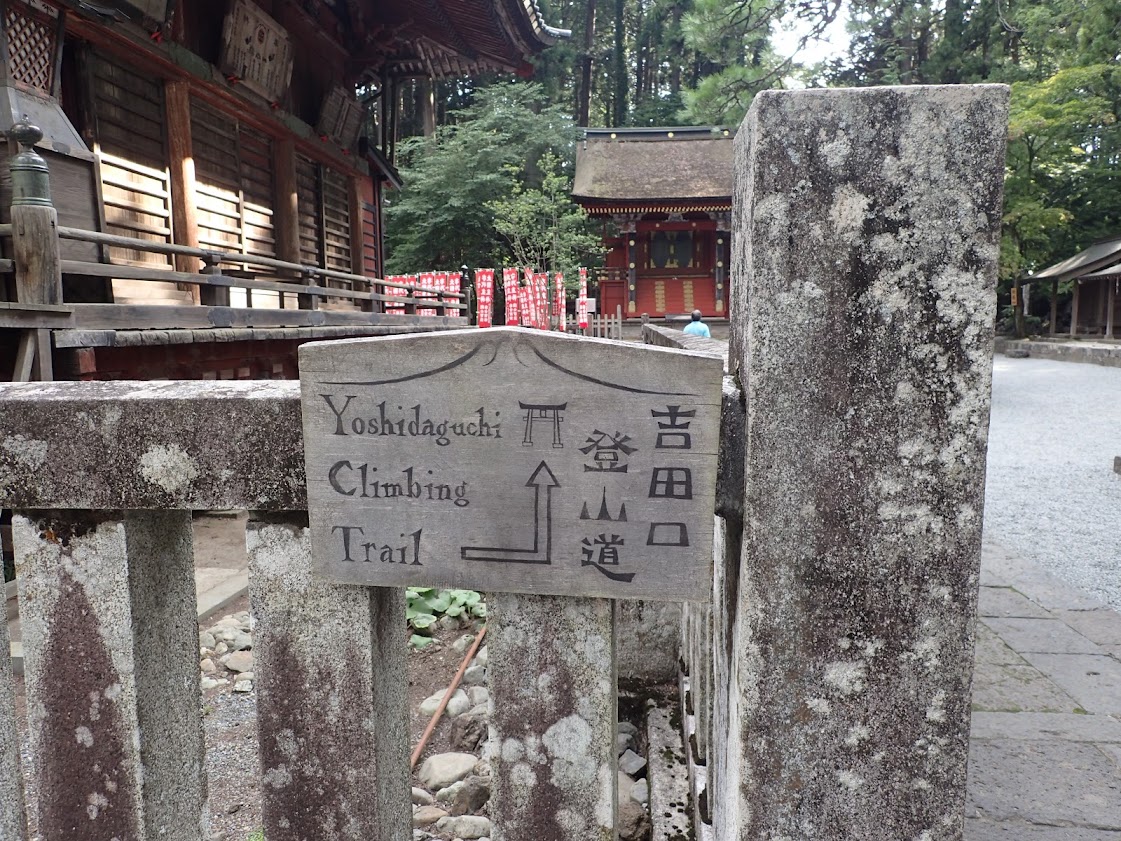 Yoshidaguchi
Climbing
Trail
吉田口
登山道